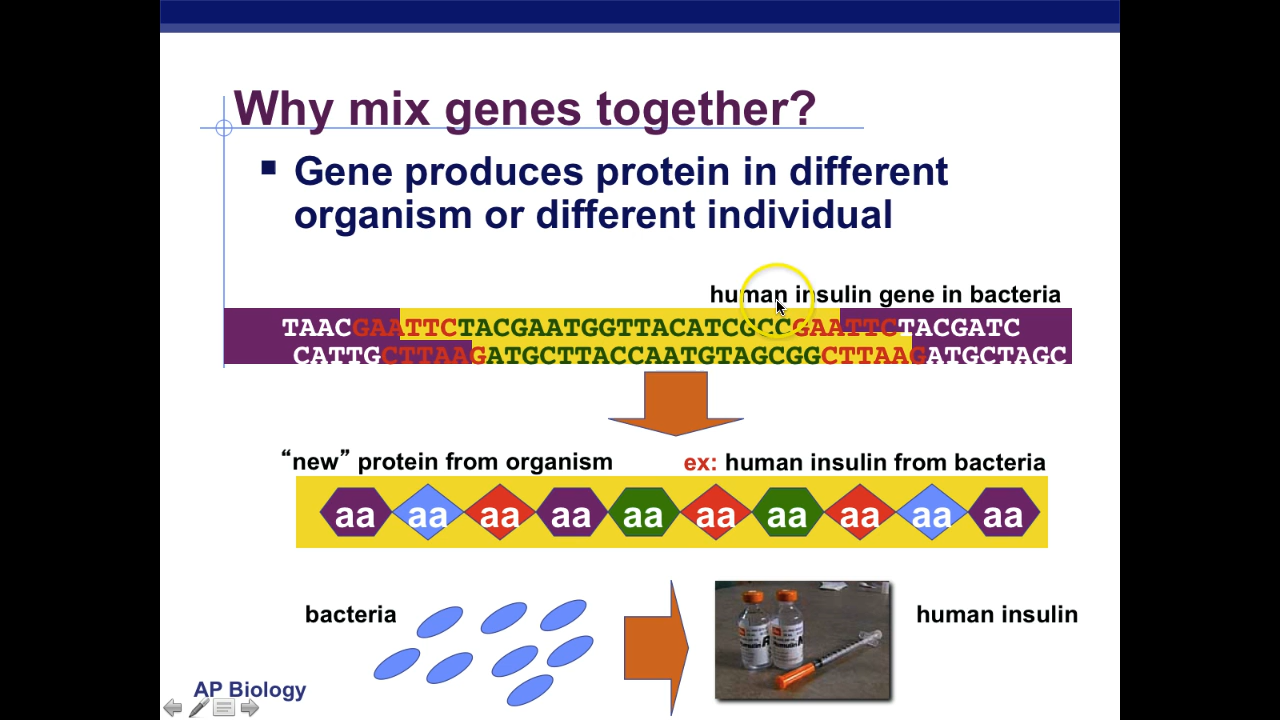 Why mix genes together?
Gene produces protein in different
organism or different individual
human insulin gene in bacteria
TAACGAATTCTACGAATGGTTACATCGCCGAATTCTACGATC
CATTGCTTAAGATGCTTACCAATGTAGCGGCTTAAGATGCTAGC
“new” protein from organism
ex: human insulin from bacteria
aa aa aa aa aa aa aa aa aa aa
bacteria
human insulin
AP Biology